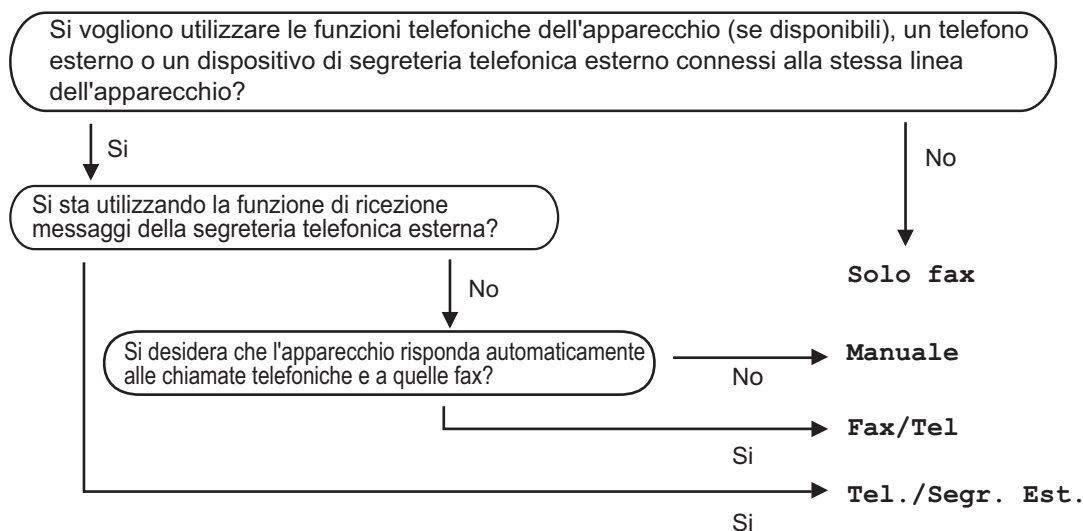 Si vogliono utilizzare le funzioni telefoniche dell'apparecchio (se disponibili), un telefono
esterno o un dispositivo di segreteria telefonica esterno connessi alla stessa linea
dell'apparecchio?
Si
No
Si sta utilizzando la funzione di ricezione
messaggi della segreteria telefonica esterna?
Solo fax
No
Si desidera che l'apparecchio risponda automaticamente
alle chiamate telefoniche e a quelle fax?
Manuale
No
Fax/Tel
Si
Tel./Segr. Est.
Si